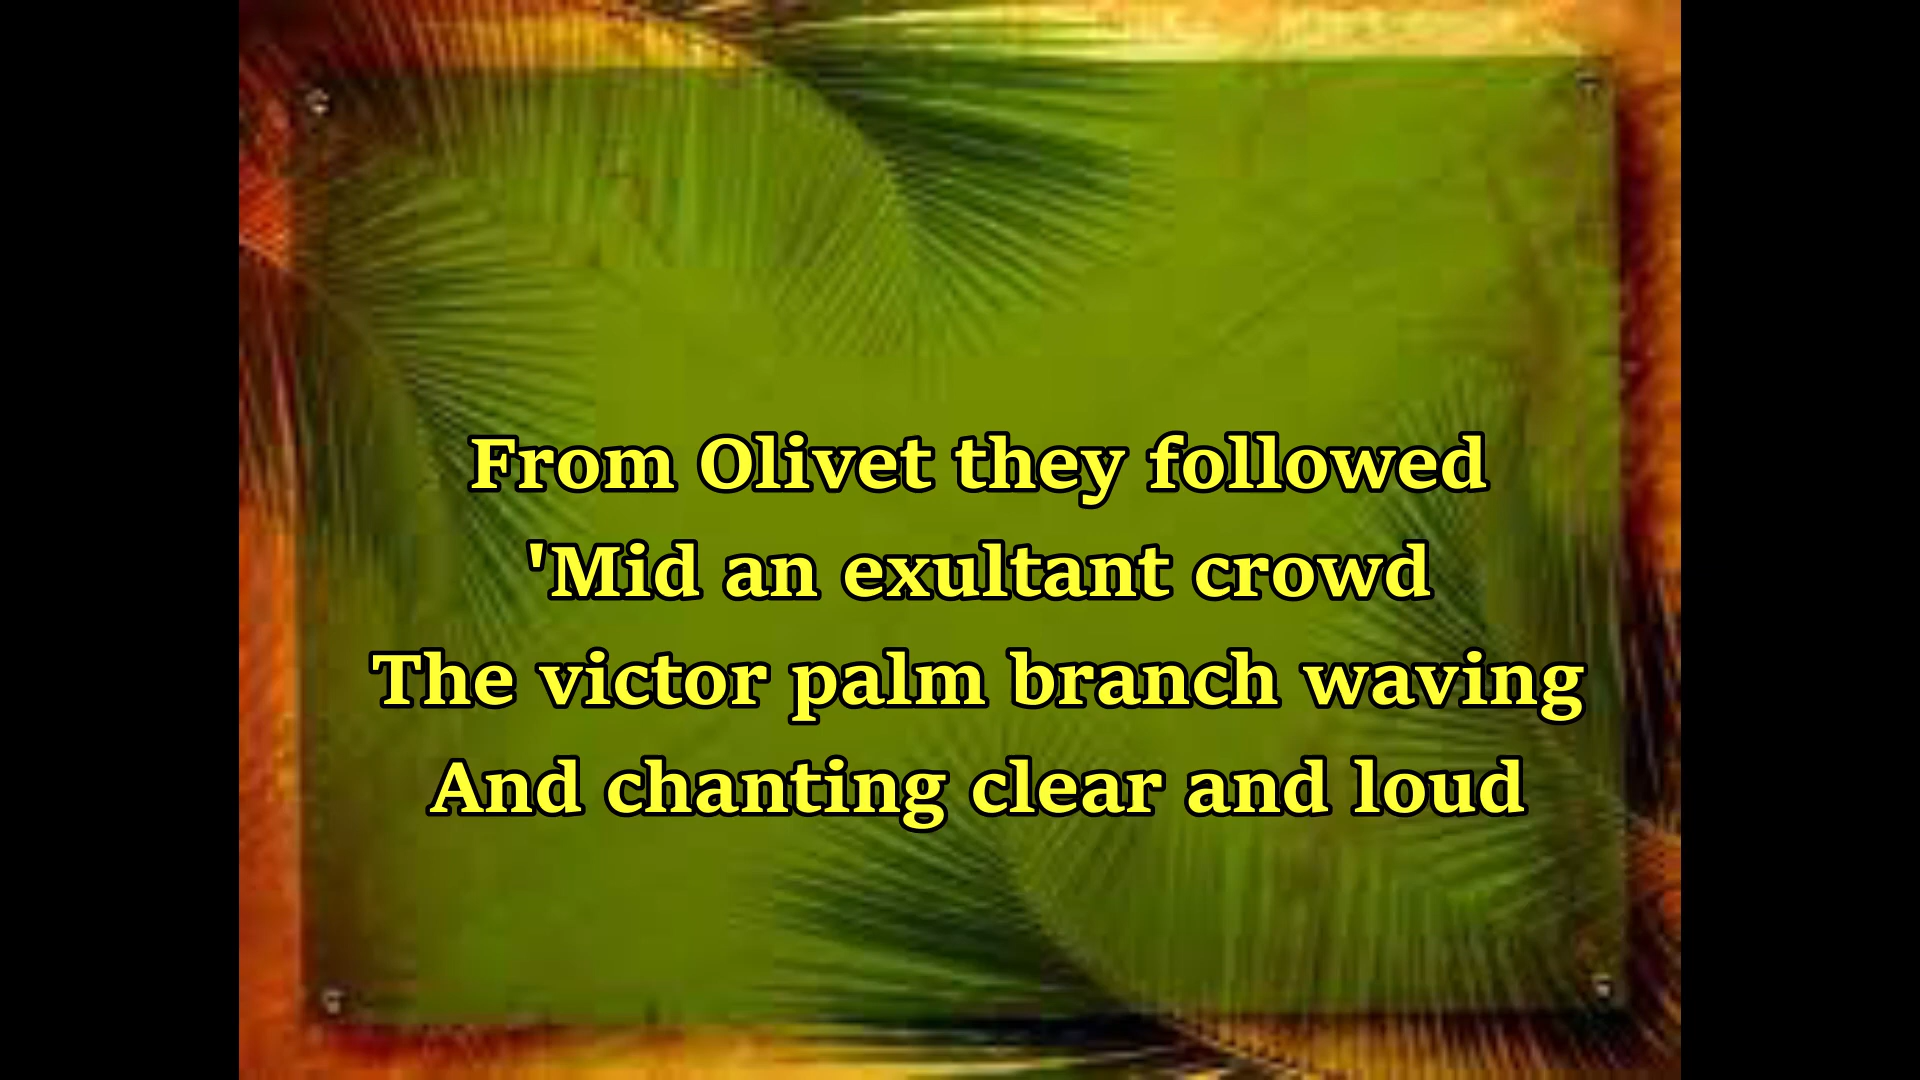 From Olivet they followed
'Mid an exultant crowd
The victor palm branch waving
And chanting clear and loud